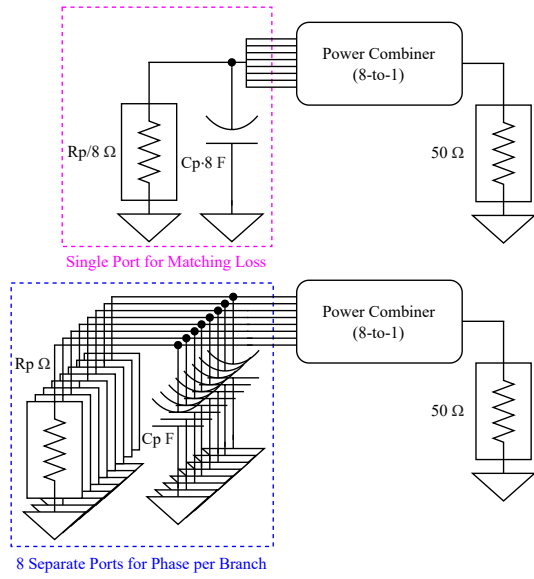 Power Combiner
(8-to-1)
Rp/8 Ω
Cp·8 F
50 Ω
Single Port for Matching Loss
Power Combiner
(8-to-1)
Rp Ω
Cp F
50 Ω
8 Separate Ports for Phase per Branch